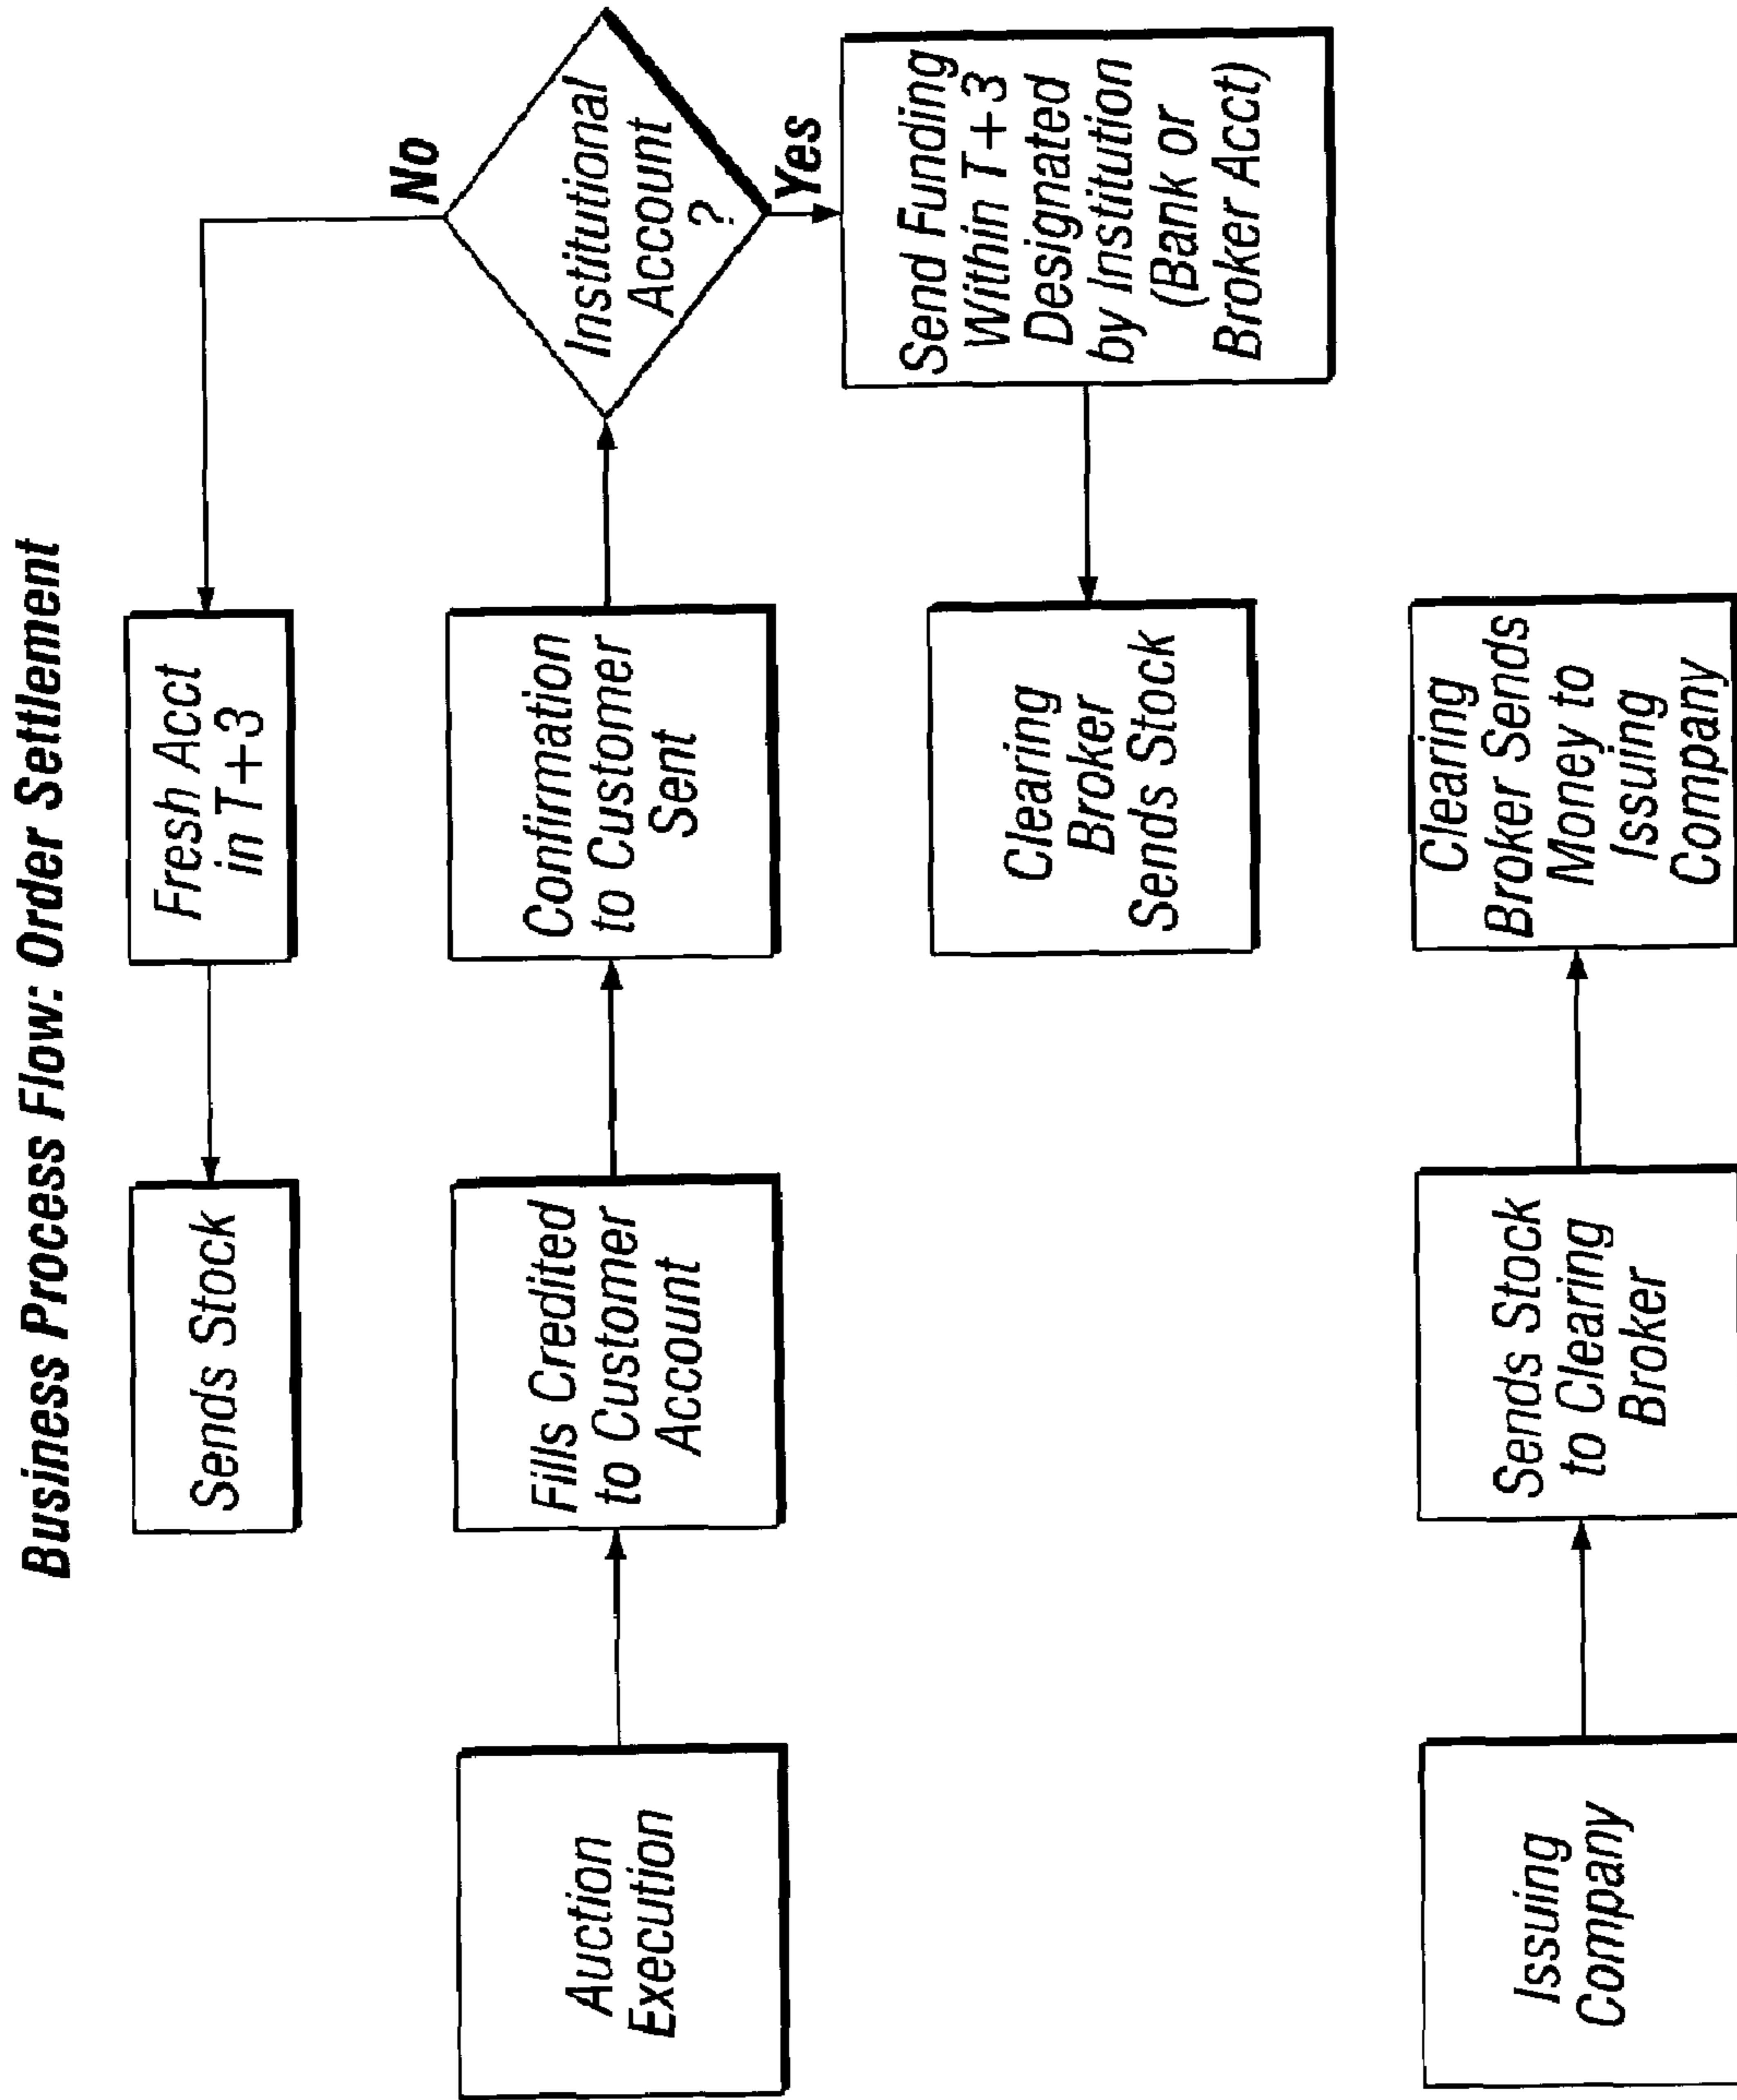 Business Process Flow: Order Settlement
Sends Stock
Fresh Acct
in T+3
No
Auction
Execution
Fills Credited
to Customer
Account
Confirmation
to Customer
Sent
Institutional
Account
?
Yes
Clearing
Broker
Sends Stock
Send Funding
Within T+3
Designated
by Institution
(Bank or
Broker Acct)
Issuing
Company
Sends Stock
to Clearing
Broker
Clearing
Broker Sends
Money to
Issuing
Company